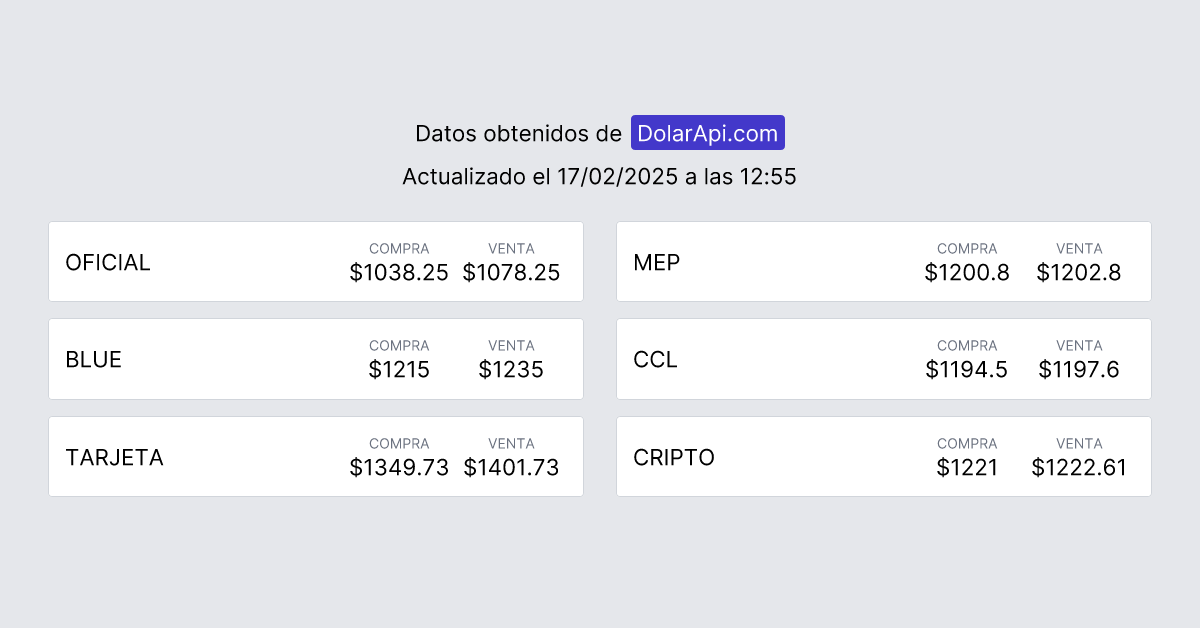 Datos obtenidos de DolarApi.com
Actualizado el 17/02/2025 a las 12:55
OFICIAL
COMPRA VENTA
$1038.25 $1078.25
MEP
COMPRA VENTA
$1200.8 $1202.8
BLUE
COMPRA VENTA
$1215 $1235
CCL
COMPRA VENTA
$1194.5 $1197.6
TARJETA
COMPRA VENTA
$1349.73 $1401.73
CRIPTO
COMPRA VENTA
$1221 $1222.61